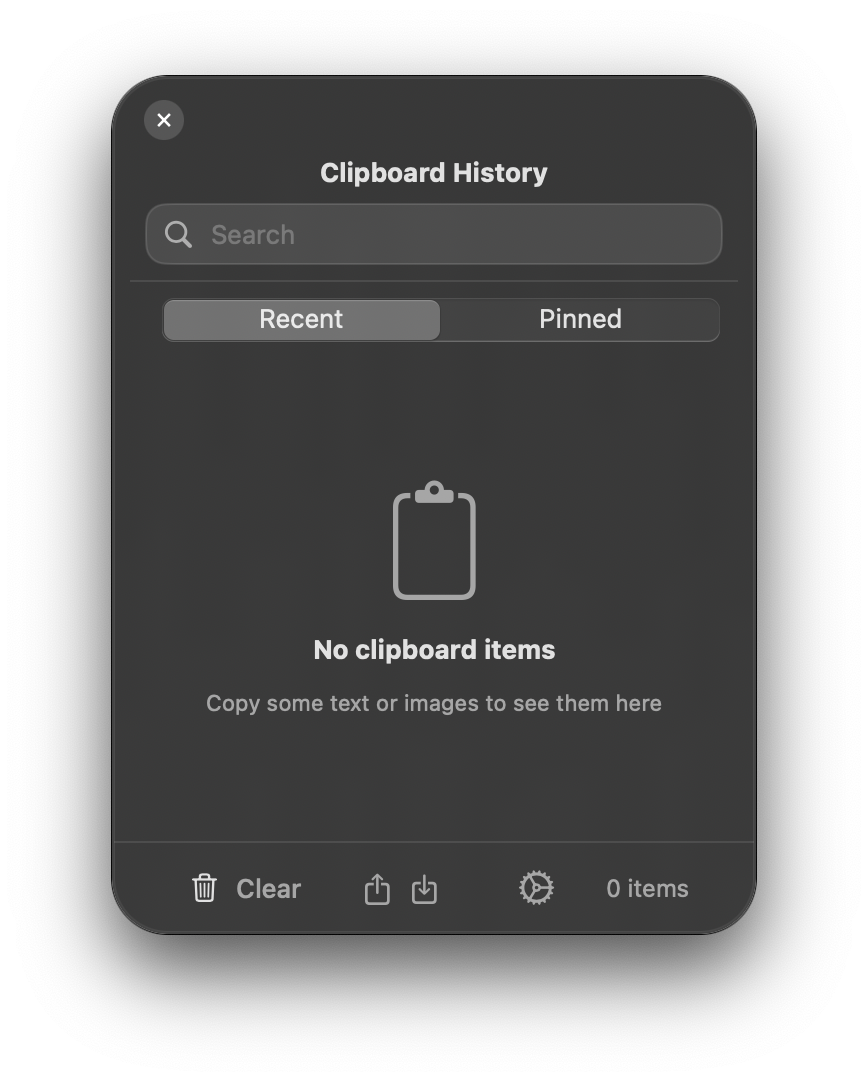 Clipboard History
Search
Recent Pinned
No clipboard items
Copy some text or images to see them here
Clear 0 items